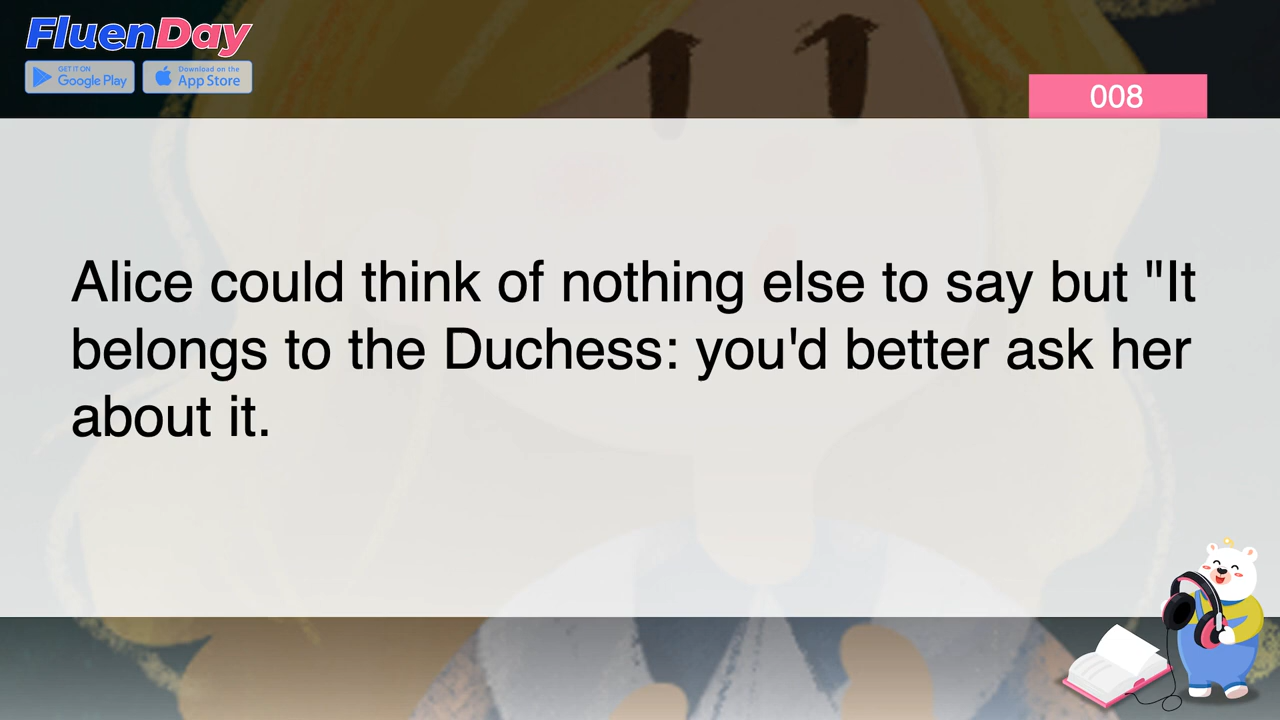 FluenDay
GET IT ON
Google Play
Download on the
App Store
008
Alice could think of nothing else to say but "It
belongs to the Duchess: you'd better ask her
about it.